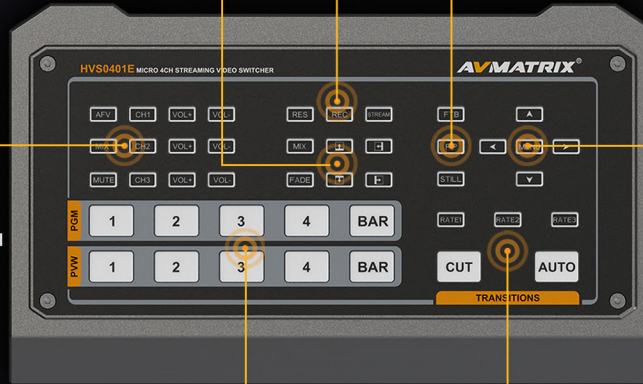 HVS0401E MICRO 4CH STREAMING VIDEO SWITCHER
AVMATRIX®
AFV CH1 VOL+ VOL- RES REC STREAM FTB
MIX CH2 VOL+ VOL- MIX PIP MENU
MUTE CH3 VOL+ VOL- FADE STILL
PGM 1 2 3 4 BAR
RATE1 RATE2 RATE3
PVW 1 2 3 4 BAR
CUT AUTO
TRANSITIONS